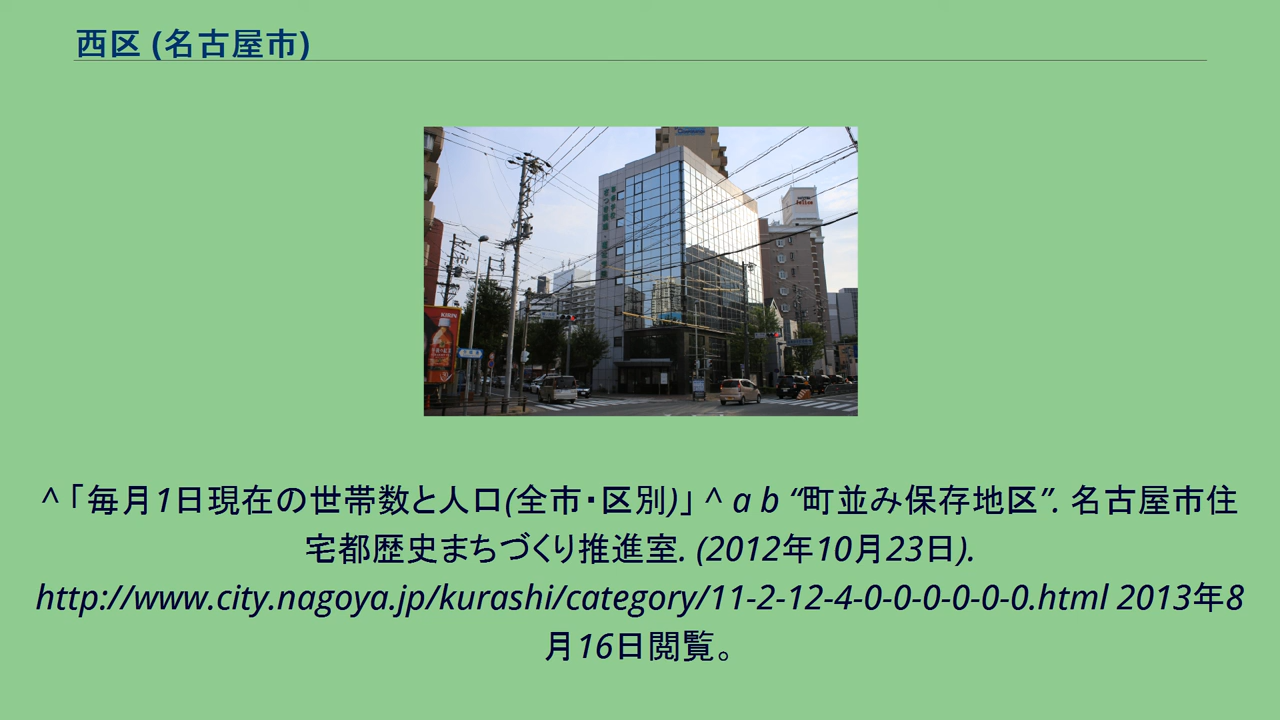 西区 (名古屋市)
KIRIN
^ 「毎月1日現在の世帯数と人口(全市・区別)」 ^ a b “町並み保存地区”. 名古屋市住
宅都歴史まちづくり推進室. (2012年10月23日).
http://www.city.nagoya.jp/kurashi/category/11-2-12-4-0-0-0-0-0-0.html 2013年8
月16日閲覧。